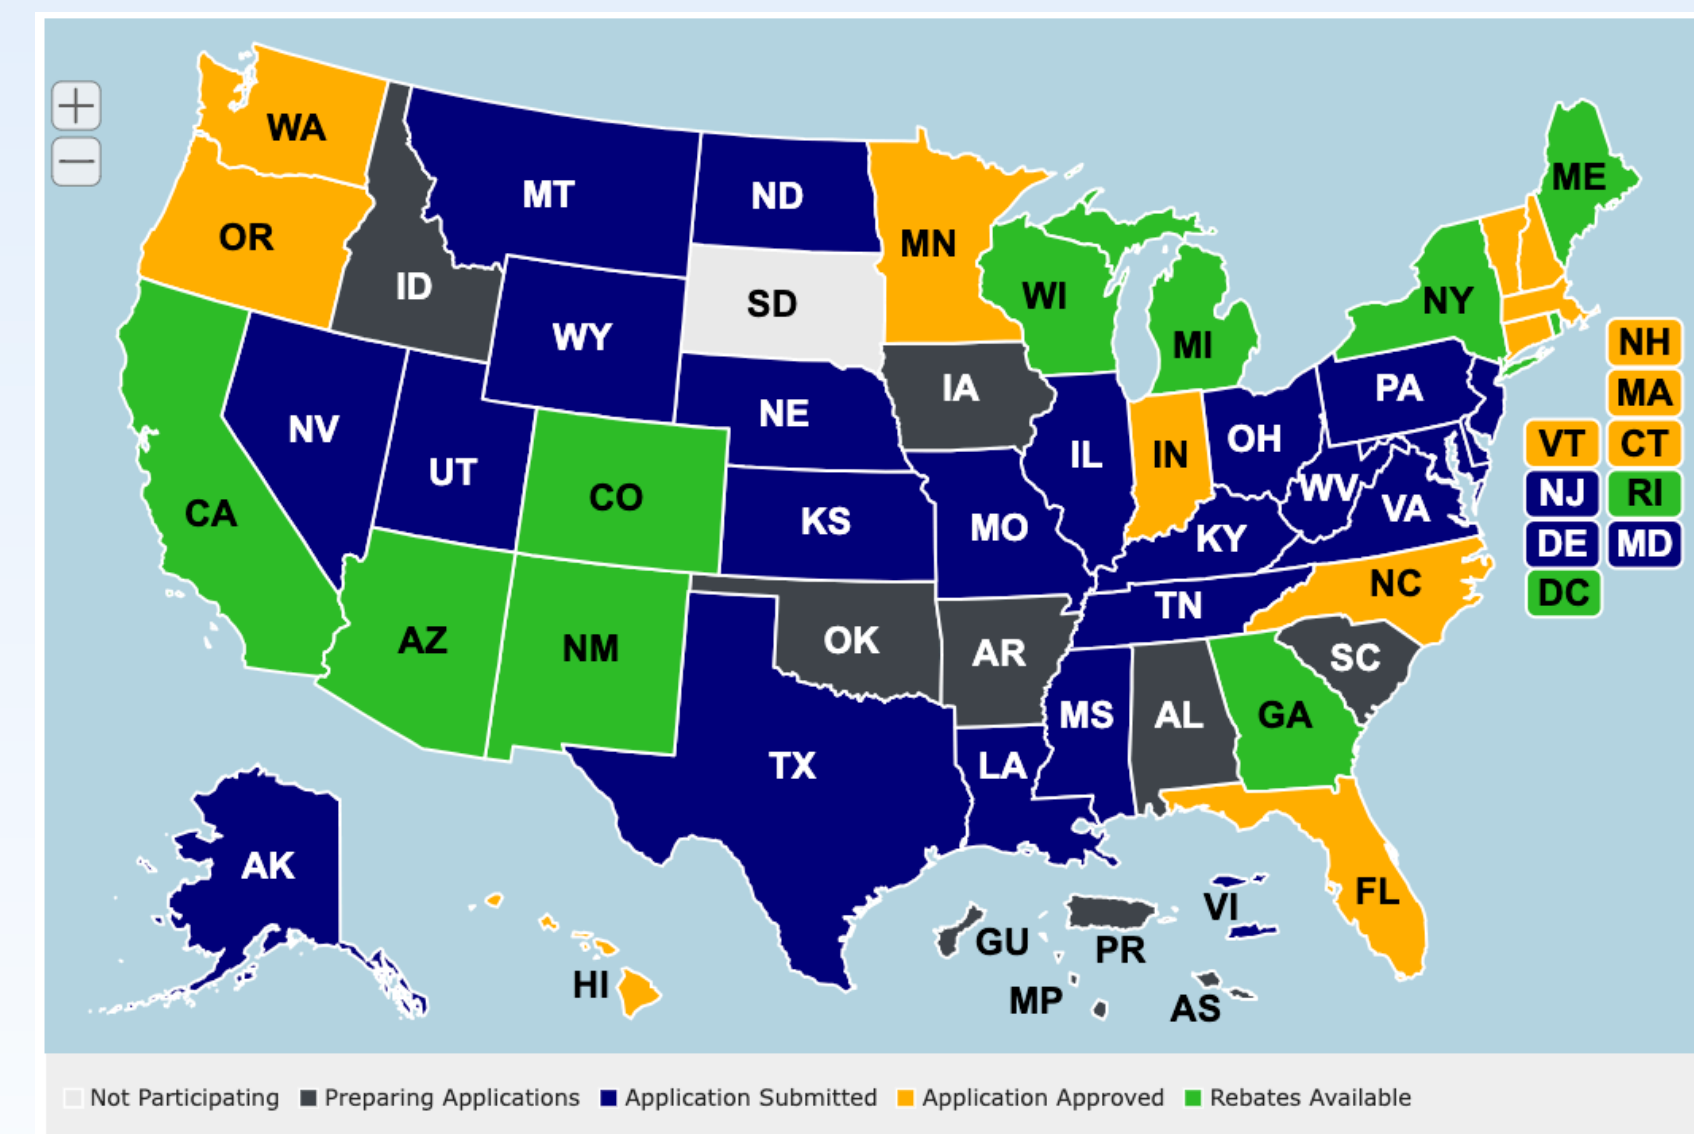 +
−
WA
MT
ND
ME
OR
MN
ID
SD
WI
NY
WY
MI
NH
IA
PA
MA
NE
NV
UT
IL
IN
OH
VT
CT
CO
WV
NJ
RI
CA
KS
MO
KY
VA
DE
MD
NC
DC
TN
AZ
NM
OK
AR
SC
MS
AL
GA
TX
LA
AK
FL
VI
GU
PR
HI
MP
AS
Not Participating
Preparing Applications
Application Submitted
Application Approved
Rebates Available